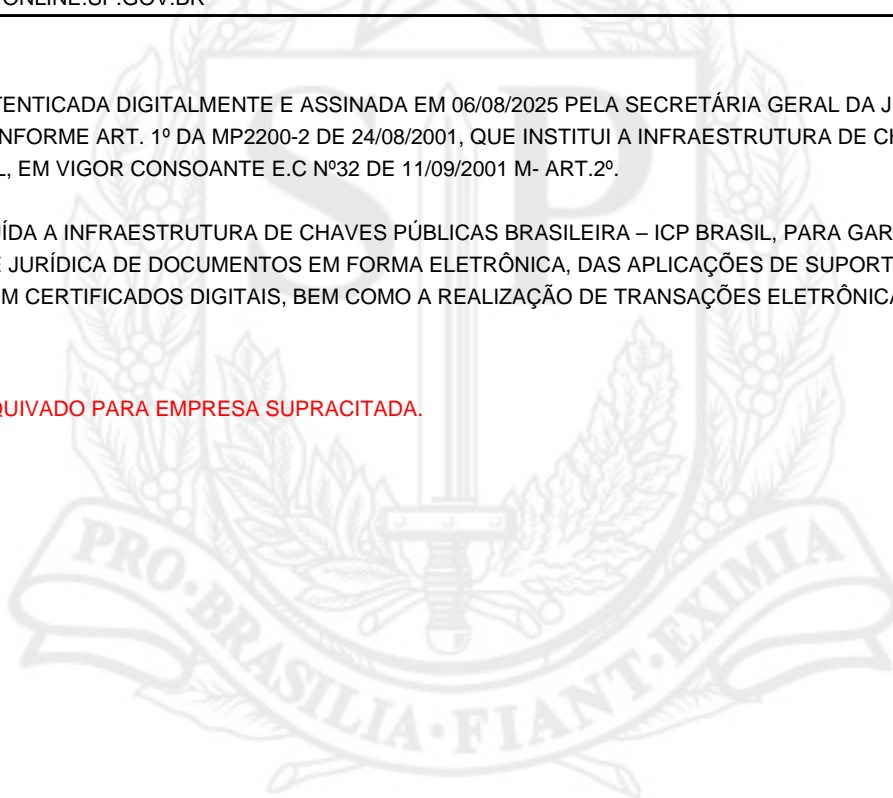 ONLINE.SP.GOV.BR
TENTICADA DIGITALMENTE E ASSINADA EM 06/08/2025 PELA SECRETÁRIA GERAL DA J
NFORME ART. 1º DA MP2200-2 DE 24/08/2001, QUE INSTITUI A INFRAESTRUTURA DE CH
L, EM VIGOR CONSOANTE E.C Nº32 DE 11/09/2001 M- ART.2º.
ÍDA A INFRAESTRUTURA DE CHAVES PÚBLICAS BRASILEIRA – ICP BRASIL, PARA GAR
E JURÍDICA DE DOCUMENTOS EM FORMA ELETRÔNICA, DAS APLICAÇÕES DE SUPORT
M CERTIFICADOS DIGITAIS, BEM COMO A REALIZAÇÃO DE TRANSAÇÕES ELETRÔNICA
QUIVADO PARA EMPRESA SUPRACITADA.
SP
PRO·BRASILIA·FIANT·EXIMIA